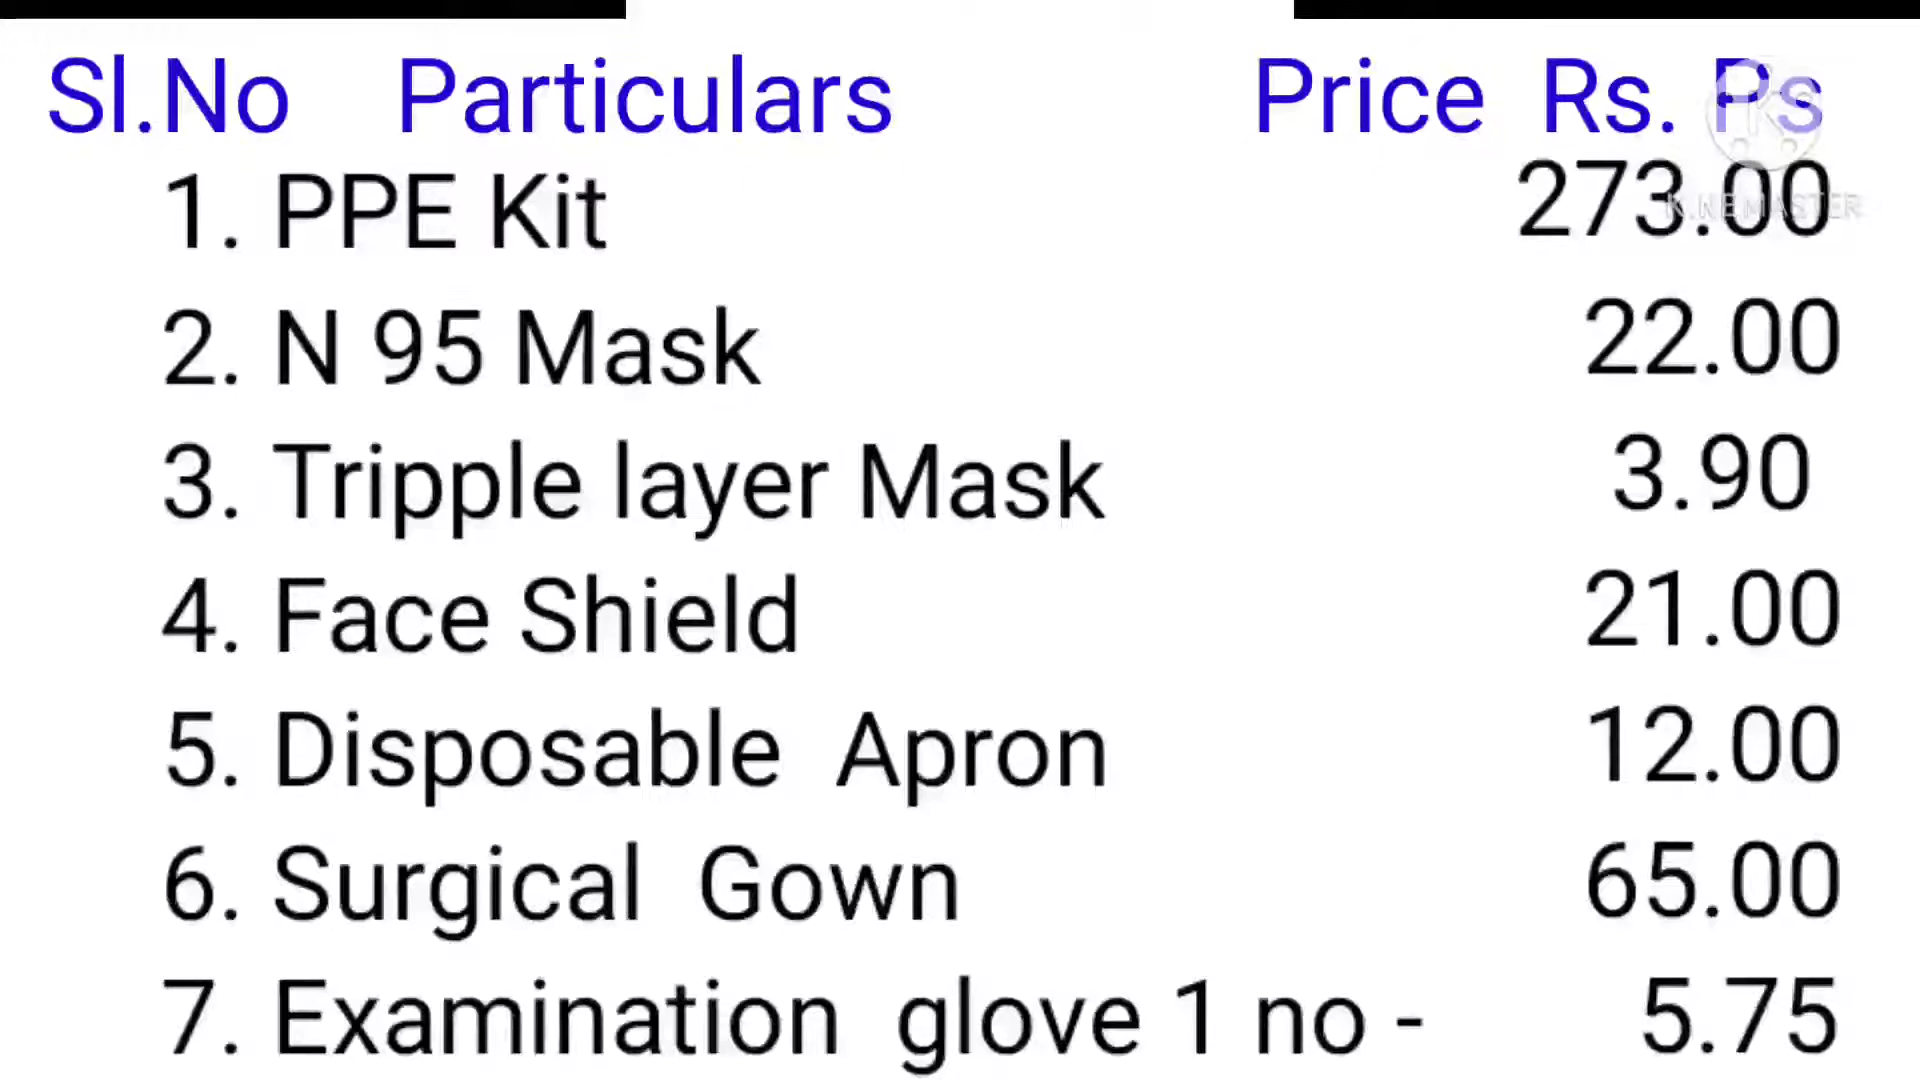 Sl.No Particulars Price Rs. Ps
1. PPE Kit 273.00
2. N 95 Mask 22.00
3. Tripple layer Mask 3.90
4. Face Shield 21.00
5. Disposable Apron 12.00
6. Surgical Gown 65.00
7. Examination glove 1 no - 5.75
KINEMASTER